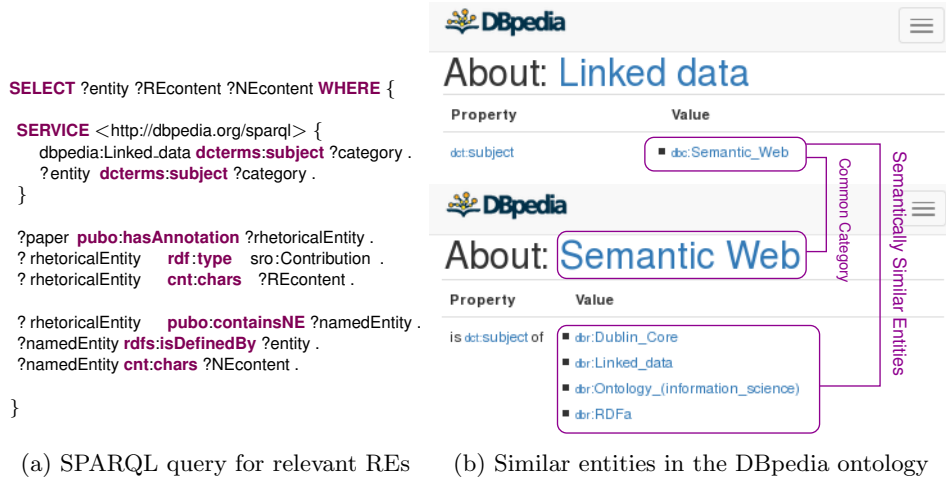 SELECT ?entity ?REcontent ?NEcontent WHERE {
SERVICE <http://dbpedia.org/sparql> {
dbpedia:Linked_data dcterms:subject ?category .
?entity dcterms:subject ?category .
}
?paper pubo:hasAnnotation ?rhetoricalEntity .
? rhetoricalEntity rdf:type sro:Contribution .
? rhetoricalEntity cnt:chars ?REcontent .
? rhetoricalEntity pubo:containsNE ?namedEntity .
?namedEntity rdfs:isDefinedBy ?entity .
?namedEntity cnt:chars ?NEcontent .
}
(a) SPARQL query for relevant REs
DBpedia
About: Linked data
Property Value
dct:subject ▪ dbc:Semantic_Web
DBpedia
About: Semantic Web
Property Value
is dct:subject of ▪ dbr:Dublin_Core
▪ dbr:Linked_data
▪ dbr:Ontology_(information_science)
▪ dbr:RDFa
Common Category
Semantically Similar Entities
(b) Similar entities in the DBpedia ontology